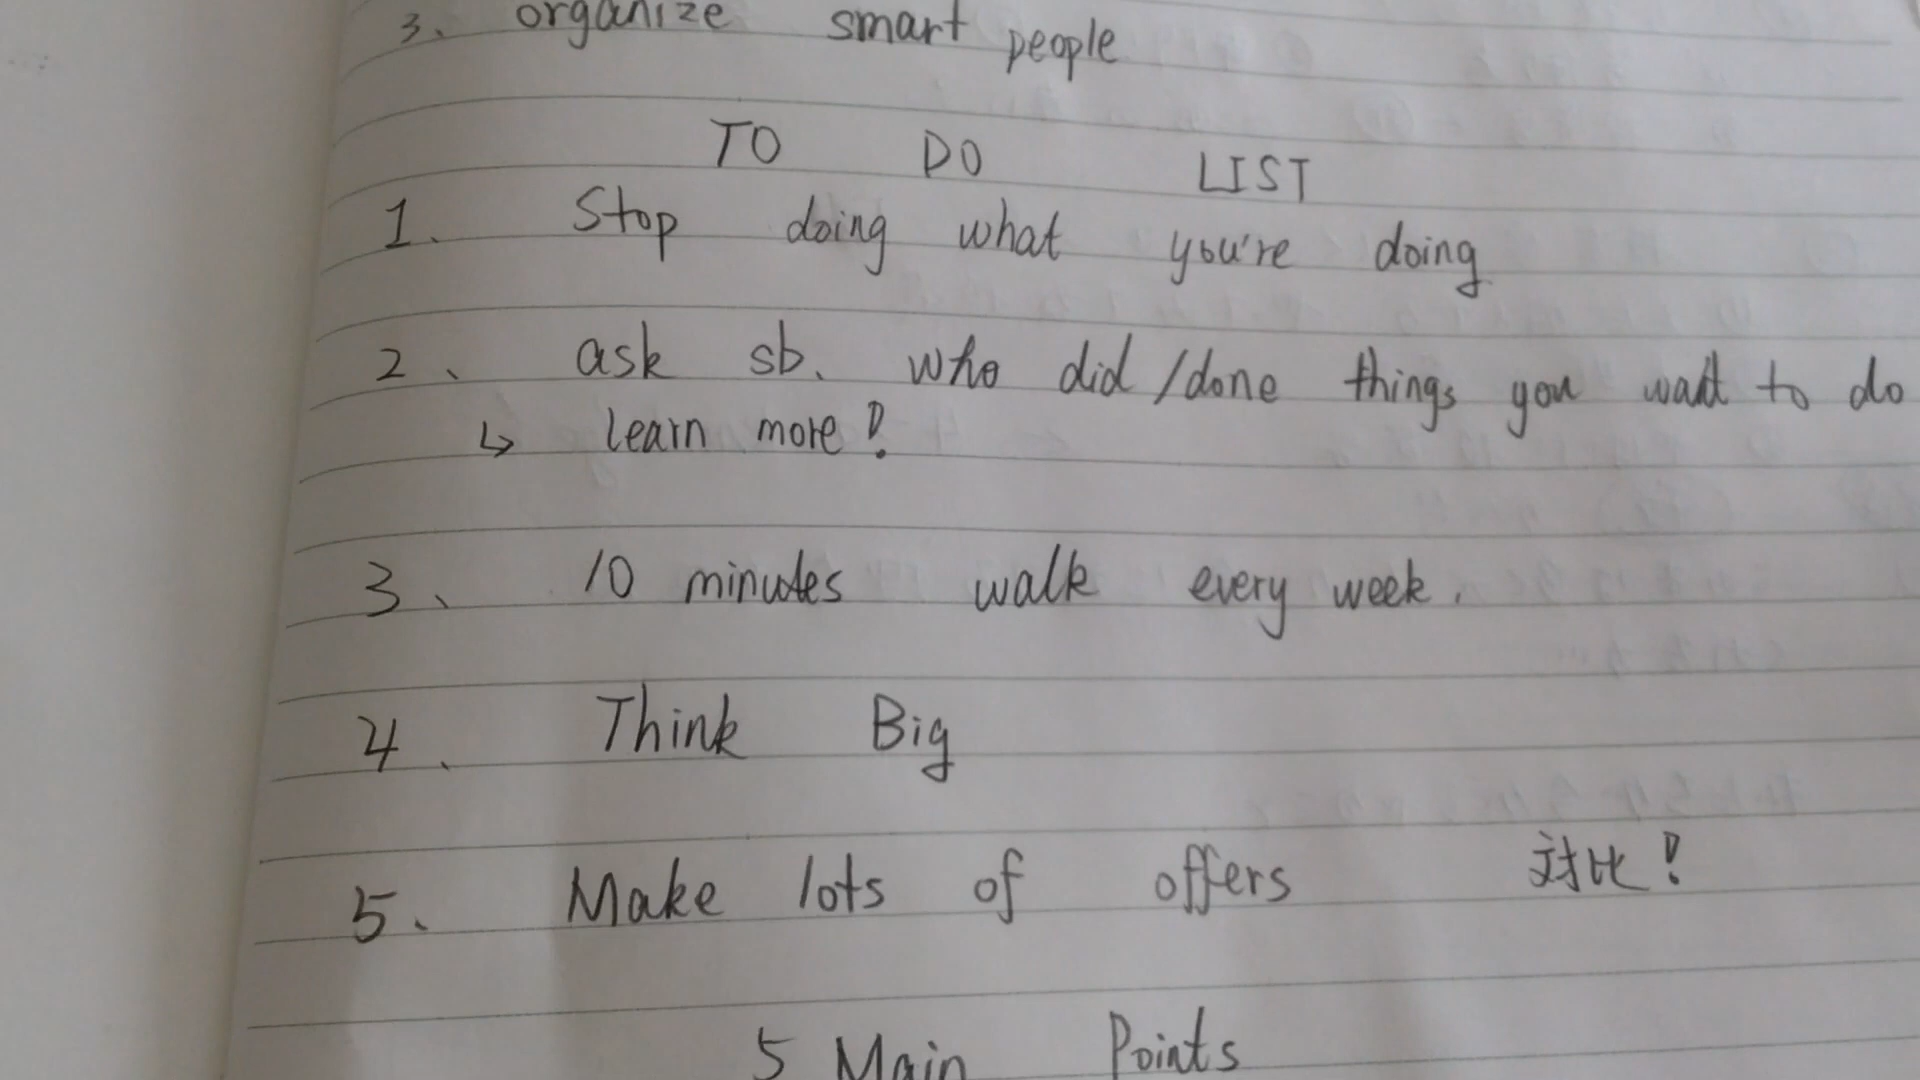 3. organize smart people
TO DO LIST
1. Stop doing what you're doing
2、 ask sb. who did/done things you want to do
↳ learn more!
3、 10 minutes walk every week.
4、 Think Big
5、 Make lots of offers 对比!
5 Main Points